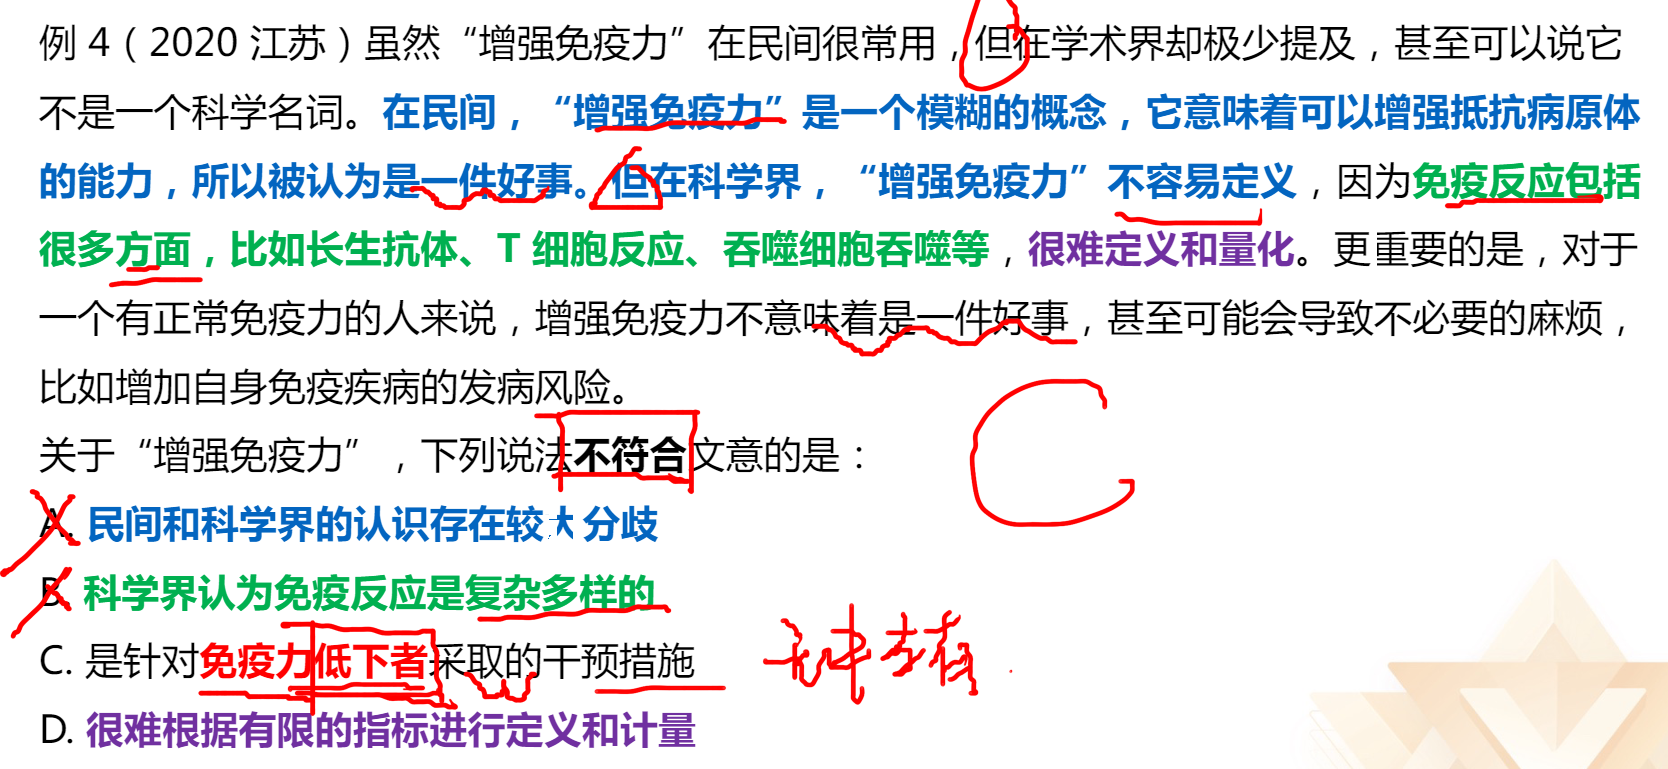 例 4（2020 江苏）虽然“增强免疫力”在民间很常用，但在学术界却极少提及，甚至可以说它
不是一个科学名词。在民间，“增强免疫力”是一个模糊的概念，它意味着可以增强抵抗病原体
的能力，所以被认为是一件好事。但在科学界，“增强免疫力”不容易定义，因为免疫反应包括
很多方面，比如长生抗体、T 细胞反应、吞噬细胞吞噬等，很难定义和量化。更重要的是，对于
一个有正常免疫力的人来说，增强免疫力不意味着是一件好事，甚至可能会导致不必要的麻烦，
比如增加自身免疫疾病的发病风险。
关于“增强免疫力”，下列说法不符合文意的是：
C
A. 民间和科学界的认识存在较大分歧
B. 科学界认为免疫反应是复杂多样的
C. 是针对免疫力低下者采取的干预措施
D. 很难根据有限的指标进行定义和计量